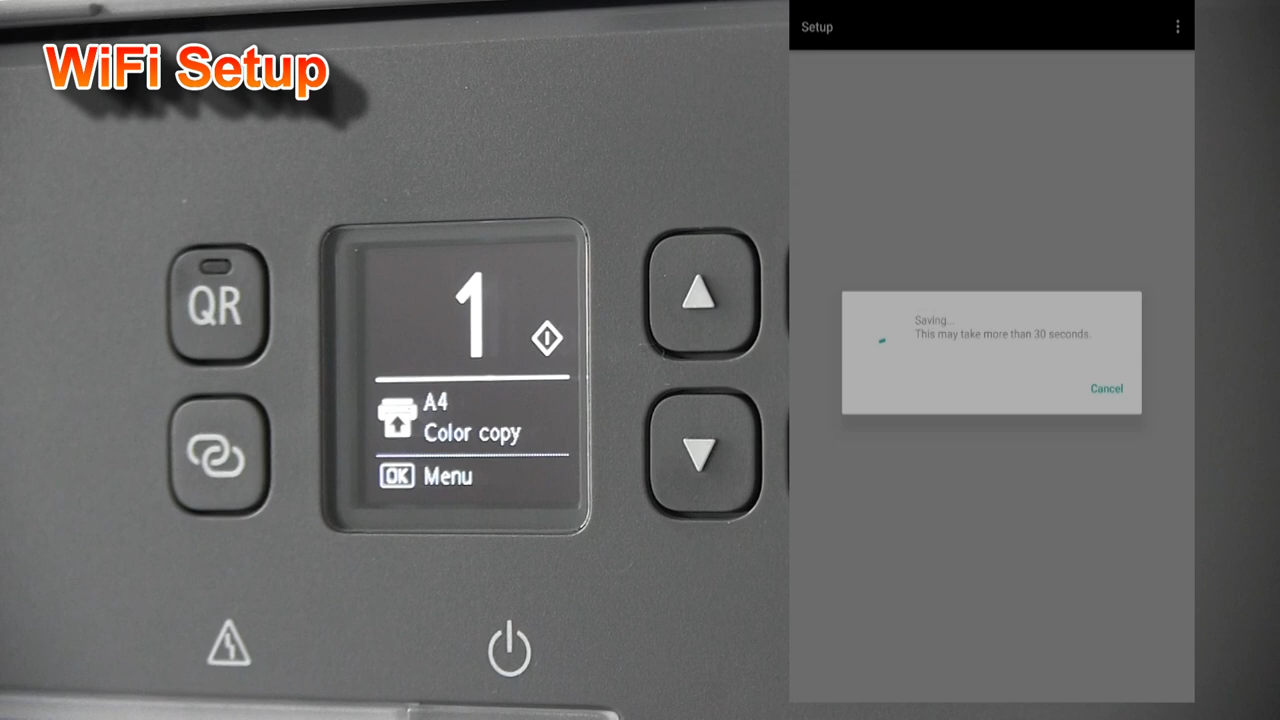 WiFi Setup
QR
1
A4
Color copy
OK Menu
Setup
Saving...
This may take more than 30 seconds.
Cancel